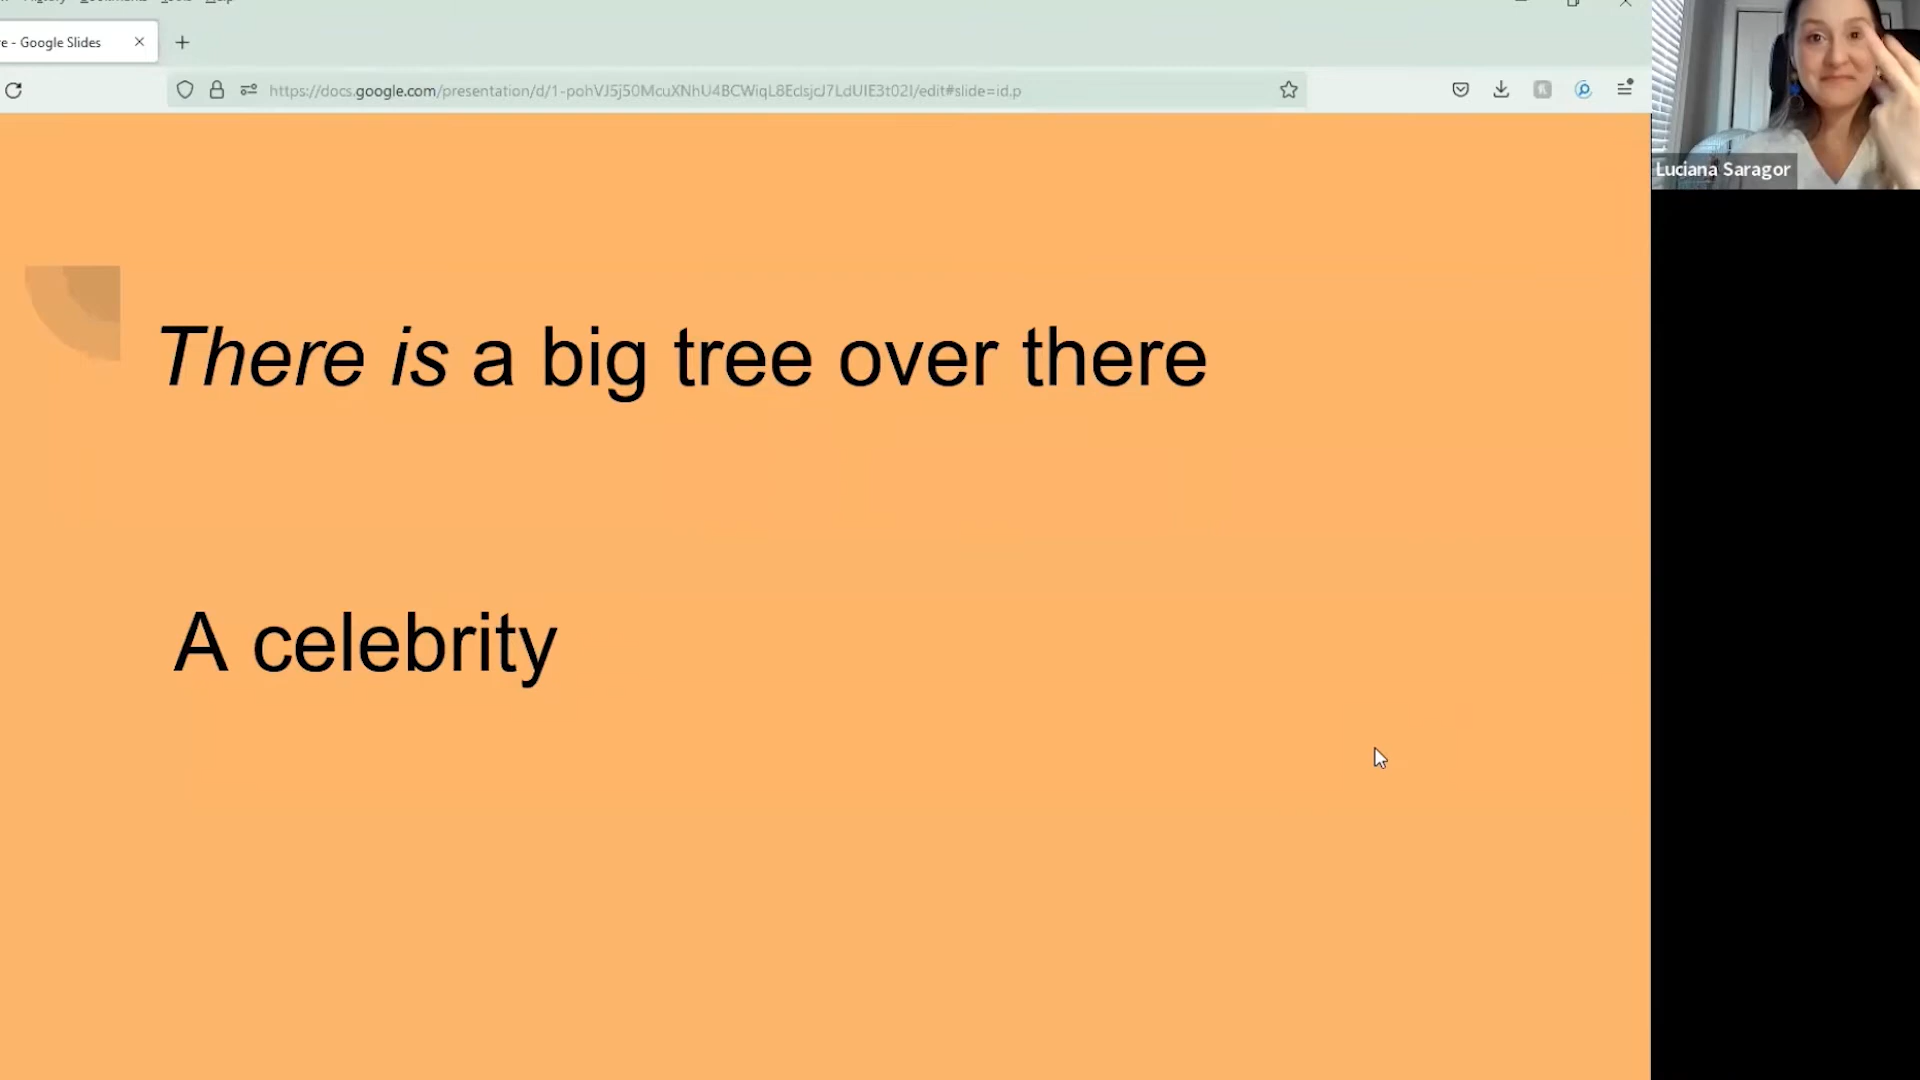 Google Slides
https://docs.google.com/presentation/d/1-pohVJ5j50McuXNhU4BCWiqL8EdsjcJ7LdUIE3t02I/edit#slide=id.p
Luciana Saragor
There is a big tree over there
A celebrity